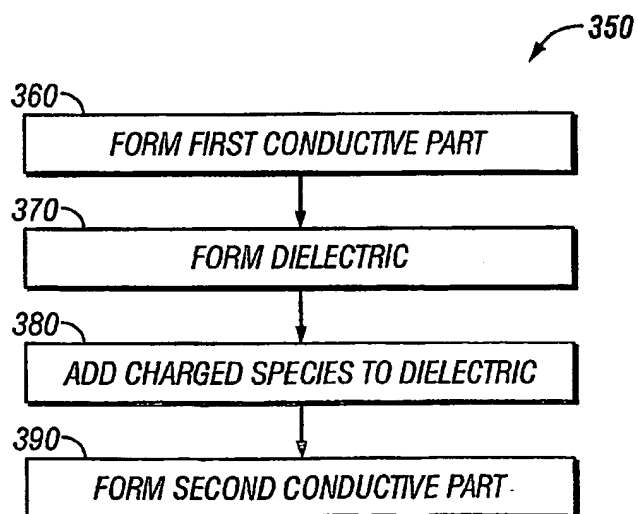 350
360
FORM FIRST CONDUCTIVE PART
370
FORM DIELECTRIC
380
ADD CHARGED SPECIES TO DIELECTRIC
390
FORM SECOND CONDUCTIVE PART